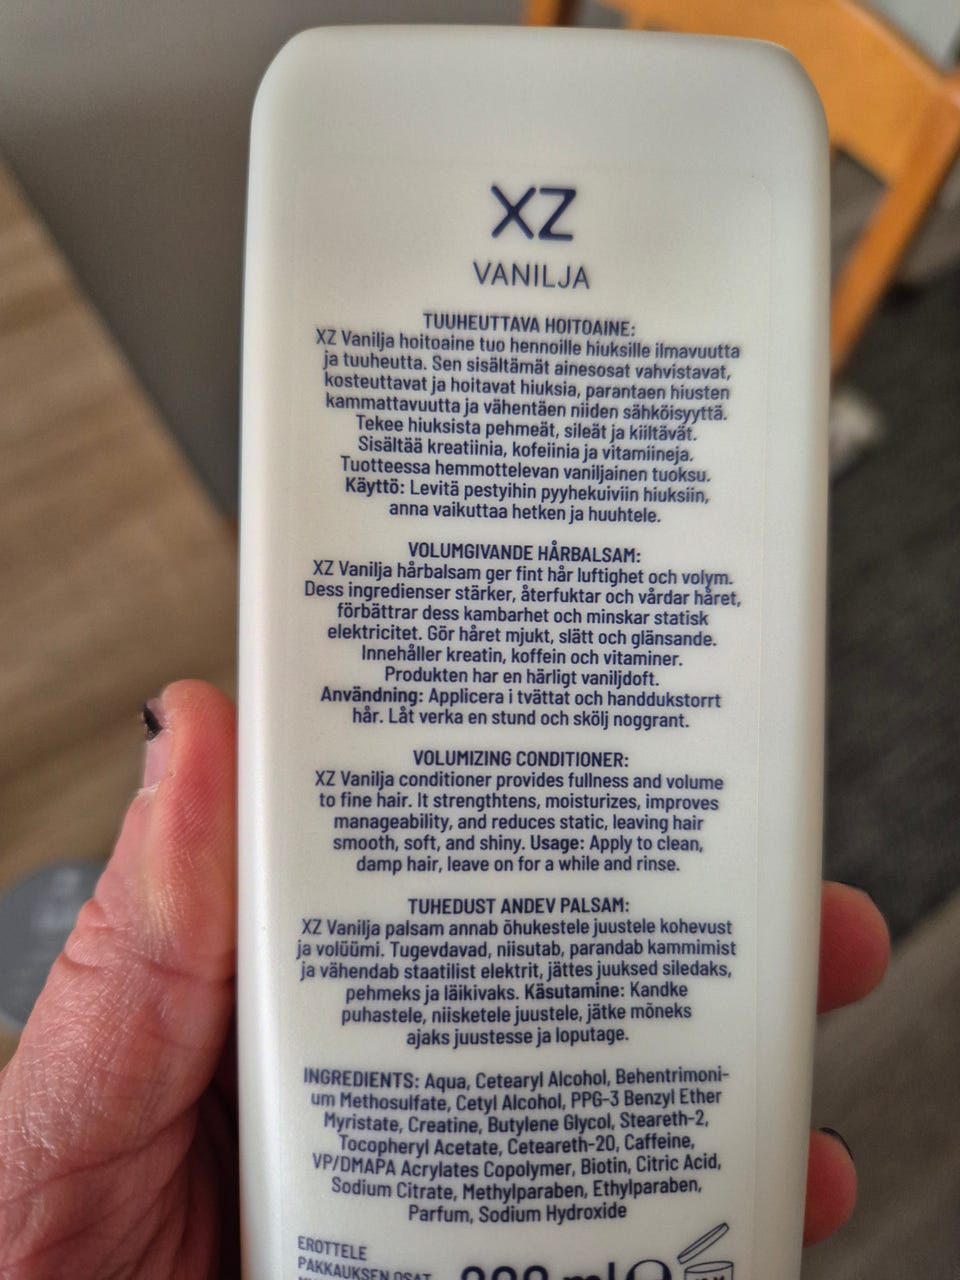 XZ
VANILJA
TUUHEUTTAVA HOITOAINE:
XZ Vanilja hoitoaine tuo hennoille hiuksille ilmavuutta
ja tuuheutta. Sen sisältämät ainesosat vahvistavat,
kosteuttavat ja hoitavat hiuksia, parantaen hiusten
kammattavuutta ja vähentäen niiden sähköisyyttä.
Tekee hiuksista pehmeät, sileät ja kiiltävät.
Sisältää kreatiinia, kofeiinia ja vitamiineja.
Tuotteessa hemmottelevan vaniljainen tuoksu.
Käyttö: Levitä pestyihin pyyhekuiviin hiuksiin,
anna vaikuttaa hetken ja huuhtele.
VOLUMGIVANDE HÅRBALSAM:
XZ Vanilja hårbalsam ger fint hår luftighet och volym.
Dess ingredienser stärker, återfuktar och vårdar håret,
förbättrar dess kambarhet och minskar statisk
elektricitet. Gör håret mjukt, slätt och glänsande.
Innehåller kreatin, koffein och vitaminer.
Produkten har en härligt vaniljdoft.
Användning: Applicera i tvättat och handdukstorrt
hår. Låt verka en stund och skölj noggrant.
VOLUMIZING CONDITIONER:
XZ Vanilja conditioner provides fullness and volume
to fine hair. It strengthtens, moisturizes, improves
manageability, and reduces static, leaving hair
smooth, soft, and shiny. Usage: Apply to clean,
damp hair, leave on for a while and rinse.
TUHEDUST ANDEV PALSAM:
XZ Vanilja palsam annab õhukestele juustele kohevust
ja volüümi. Tugevdavad, niisutab, parandab kammimist
ja vähendab staatilist elektrit, jättes juuksed siledaks,
pehmeks ja läikivaks. Käsutamine: Kandke
puhastele, niisketele juustele, jätke mõneks
ajaks juustesse ja loputage.
INGREDIENTS: Aqua, Cetearyl Alcohol, Behentrimoni-
um Methosulfate, Cetyl Alcohol, PPG-3 Benzyl Ether
Myristate, Creatine, Butylene Glycol, Steareth-2,
Tocopheryl Acetate, Ceteareth-20, Caffeine,
VP/DMAPA Acrylates Copolymer, Biotin, Citric Acid,
Sodium Citrate, Methylparaben, Ethylparaben,
Parfum, Sodium Hydroxide
EROTTELE
PAKKAUKSEN OSAT
ml